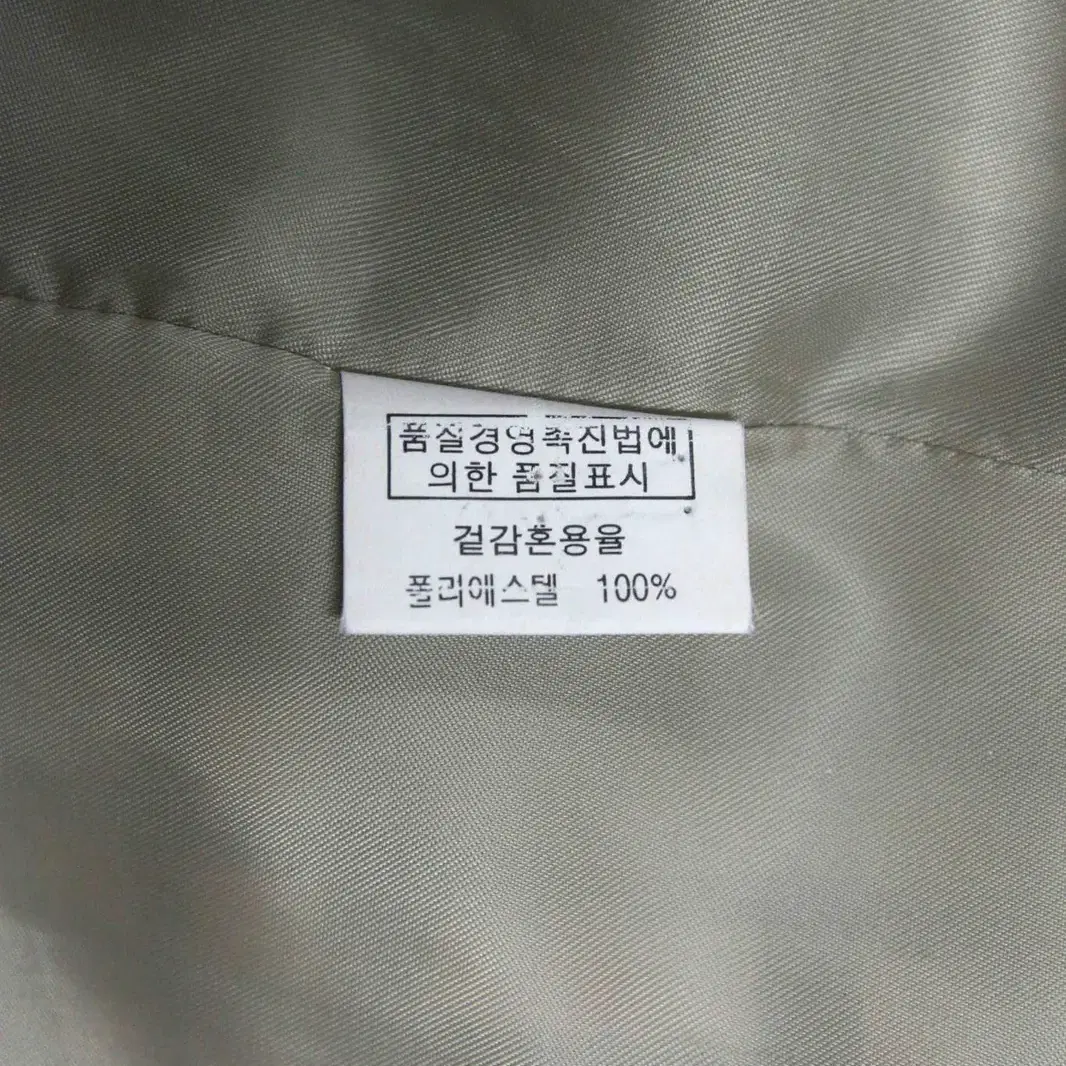 품질경영촉진법에
의한 품질표시
겉감혼용율
폴리애스텔 100%